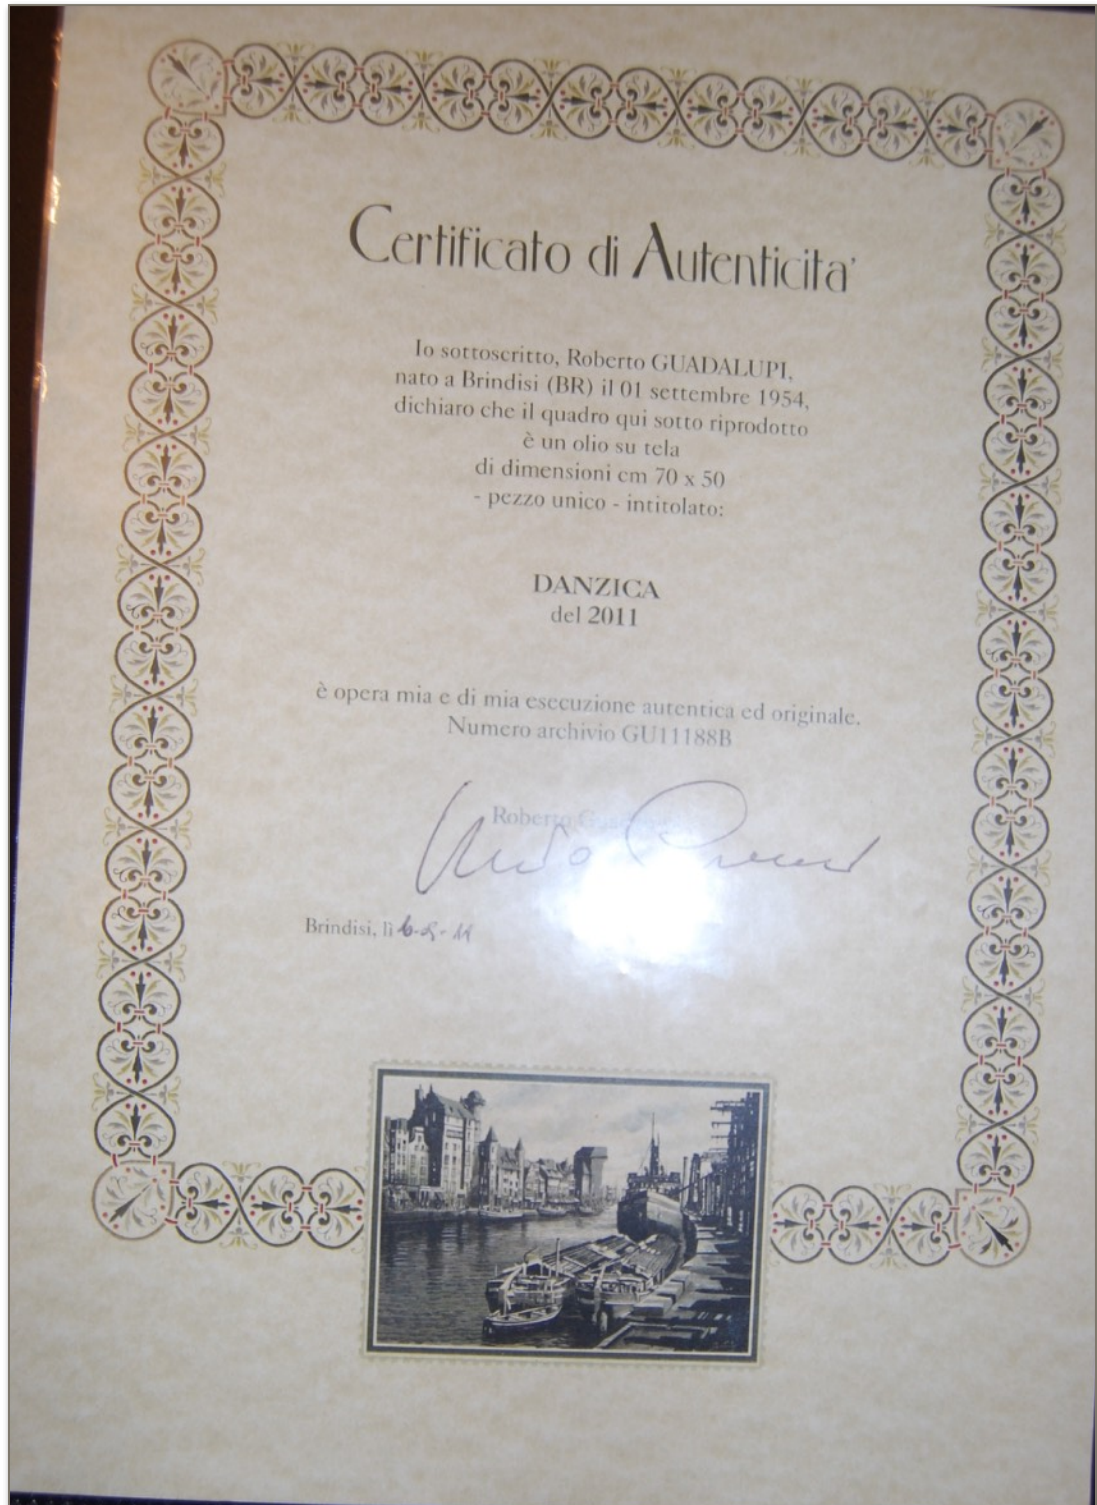 Certificato di Autenticita'
Io sottoscritto, Roberto GUADALUPI,
nato a Brindisi (BR) il 01 settembre 1954,
dichiaro che il quadro qui sotto riprodotto
è un olio su tela
di dimensioni cm 70 x 50
- pezzo unico - intitolato:
DANZICA
del 2011
è opera mia e di mia esecuzione autentica ed originale.
Numero archivio GU11188B
Roberto
Brindisi, lì